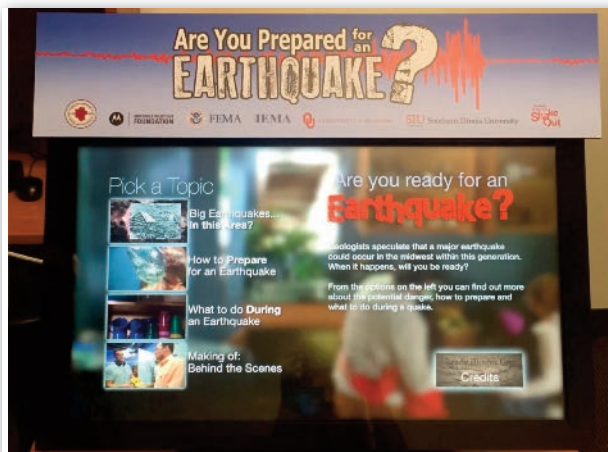 Are You Prepared for an
EARTHQUAKE?
FOUNDATION
FEMA
IEMA
SIU Southern Illinois University
Shake Out
Pick a Topic
Big Earthquakes...
In this Area?
How to Prepare
for an Earthquake
What to do During
an Earthquake
Making of:
Behind the Scenes
Are you ready for an
Earthquake?
Geologists speculate that a major earthquake
could occur in the midwest within this generation.
When it happens, will you be ready?
From the options on the left you can find out more
about the potential danger, how to prepare and
what to do during a quake.
Credits